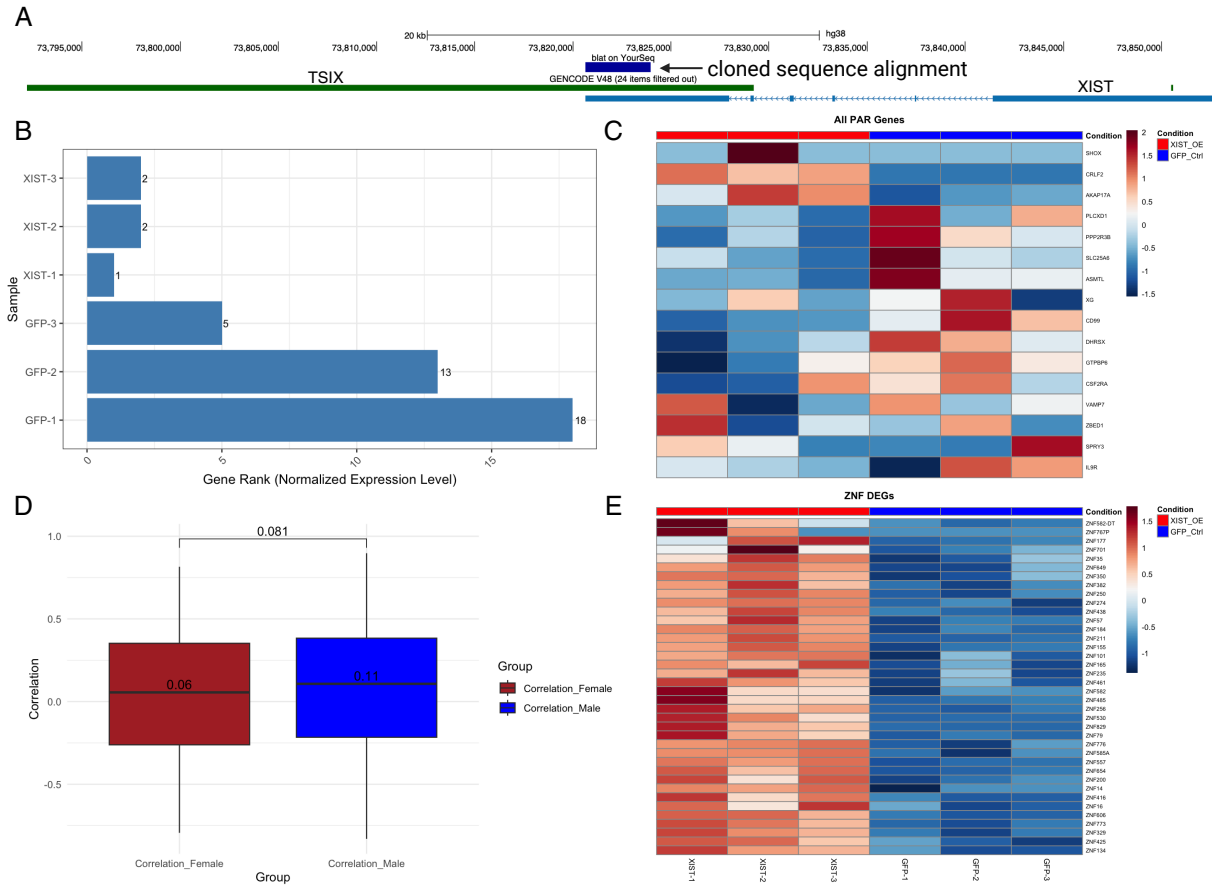 A
20 kb
hg38
73,795,000
73,800,000
73,805,000
73,810,000
73,815,000
73,820,000
73,825,000
73,830,000
73,835,000
73,840,000
73,845,000
73,850,000
blat on YourSeq
cloned sequence alignment
TSIX
GENCODE V48 (24 items filtered out)
XIST
B
XIST-3
2
XIST-2
2
XIST-1
1
GFP-3
5
GFP-2
13
GFP-1
18
Sample
0
5
10
15
Gene Rank (Normalized Expression Level)
C
All PAR Genes
Condition
SHOX
CRLF2
AKAP17A
PLCXD1
PPP2R3B
SLC25A6
ASMTL
XG
CD99
DHRSX
GTPBP6
CSF2RA
VAMP7
ZBED1
SPRY3
IL9R
2
1.5
1
0.5
0
-0.5
-1
-1.5
Condition
XIST_OE
GFP_Ctrl
D
0.081
1.0
0.5
0.0
-0.5
Correlation
0.06
0.11
Correlation_Female
Correlation_Male
Group
Group
Correlation_Female
Correlation_Male
E
ZNF DEGs
Condition
ZNF582-DT
ZNF767P
ZNF177
ZNF701
ZNF35
ZNF649
ZNF350
ZNF382
ZNF250
ZNF274
ZNF438
ZNF57
ZNF184
ZNF211
ZNF155
ZNF101
ZNF165
ZNF235
ZNF461
ZNF582
ZNF485
ZNF256
ZNF530
ZNF829
ZNF79
ZNF776
ZNF585A
ZNF557
ZNF654
ZNF200
ZNF14
ZNF416
ZNF16
ZNF606
ZNF773
ZNF329
ZNF425
ZNF134
1.5
1
0.5
0
-0.5
-1
Condition
XIST_OE
GFP_Ctrl
XIST-1
XIST-2
XIST-3
GFP-1
GFP-2
GFP-3